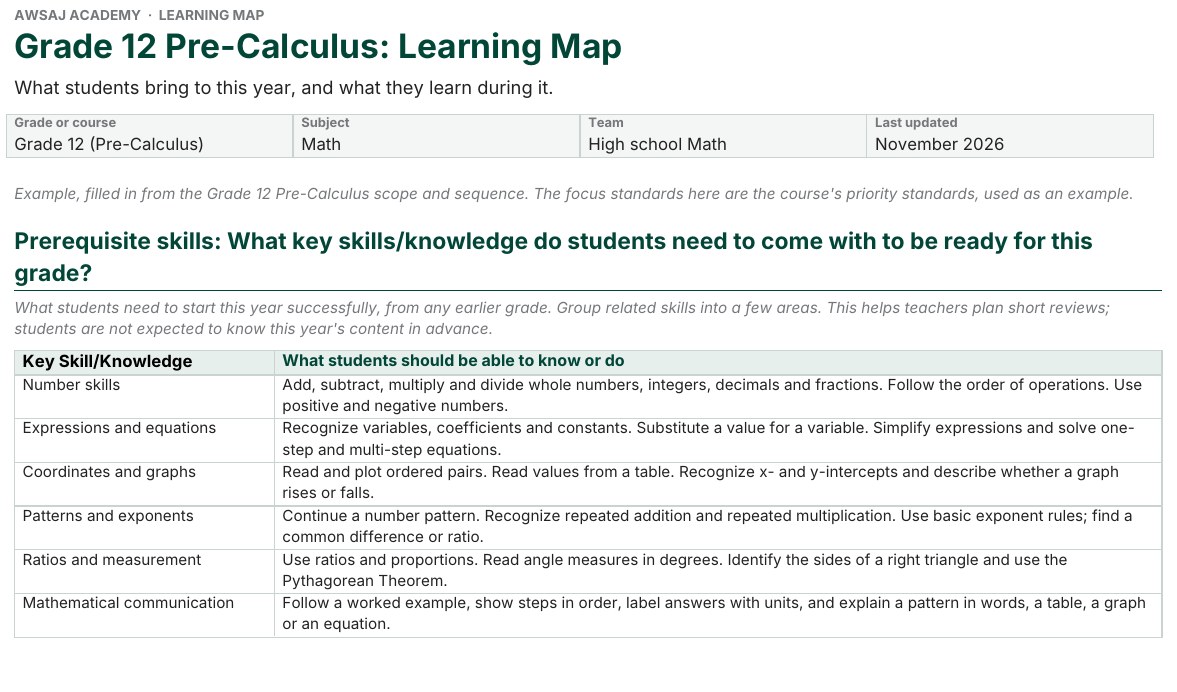 AWSAJ ACADEMY · LEARNING MAP
Grade 12 Pre-Calculus: Learning Map
What students bring to this year, and what they learn during it.
Grade or course
Grade 12 (Pre-Calculus)
Subject
Math
Team
High school Math
Last updated
November 2026
Example, filled in from the Grade 12 Pre-Calculus scope and sequence. The focus standards here are the course's priority standards, used as an example.
Prerequisite skills: What key skills/knowledge do students need to come with to be ready for this
grade?
What students need to start this year successfully, from any earlier grade. Group related skills into a few areas. This helps teachers plan short reviews;
students are not expected to know this year's content in advance.
Key Skill/Knowledge
What students should be able to know or do
Number skills
Add, subtract, multiply and divide whole numbers, integers, decimals and fractions. Follow the order of operations. Use
positive and negative numbers.
Expressions and equations
Recognize variables, coefficients and constants. Substitute a value for a variable. Simplify expressions and solve one-
step and multi-step equations.
Coordinates and graphs
Read and plot ordered pairs. Read values from a table. Recognize x- and y-intercepts and describe whether a graph
rises or falls.
Patterns and exponents
Continue a number pattern. Recognize repeated addition and repeated multiplication. Use basic exponent rules; find a
common difference or ratio.
Ratios and measurement
Use ratios and proportions. Read angle measures in degrees. Identify the sides of a right triangle and use the
Pythagorean Theorem.
Mathematical communication
Follow a worked example, show steps in order, label answers with units, and explain a pattern in words, a table, a graph
or an equation.